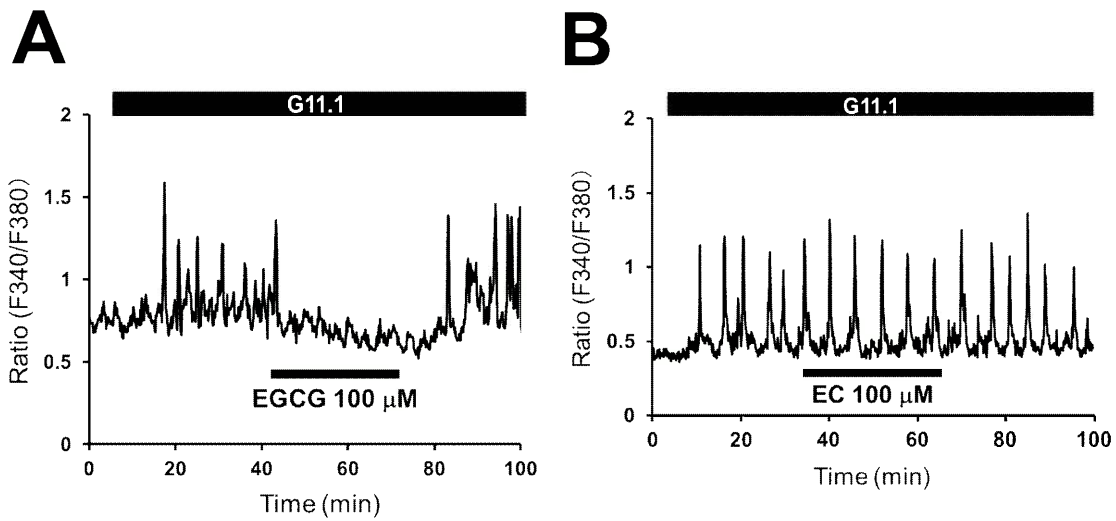 A
G11.1
2
1.5
1
0.5
0
Ratio (F340/F380)
EGCG 100 μM
0 20 40 60 80 100
Time (min)
B
G11.1
2
1.5
1
0.5
0
Ratio (F340/F380)
EC 100 μM
0 20 40 60 80 100
Time (min)